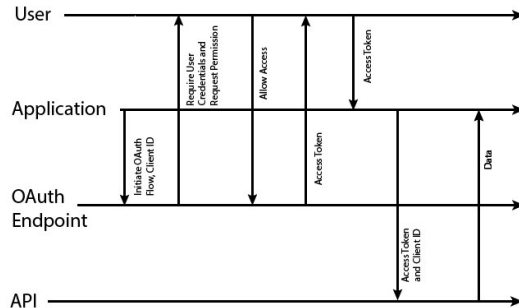 User
Application
OAuth
Endpoint
API
Initiate OAuth
Flow, Client ID
Require User
Credentials and
Request Permission
Allow Access
Access Token
Access Token
Access Token
and Client ID
Data